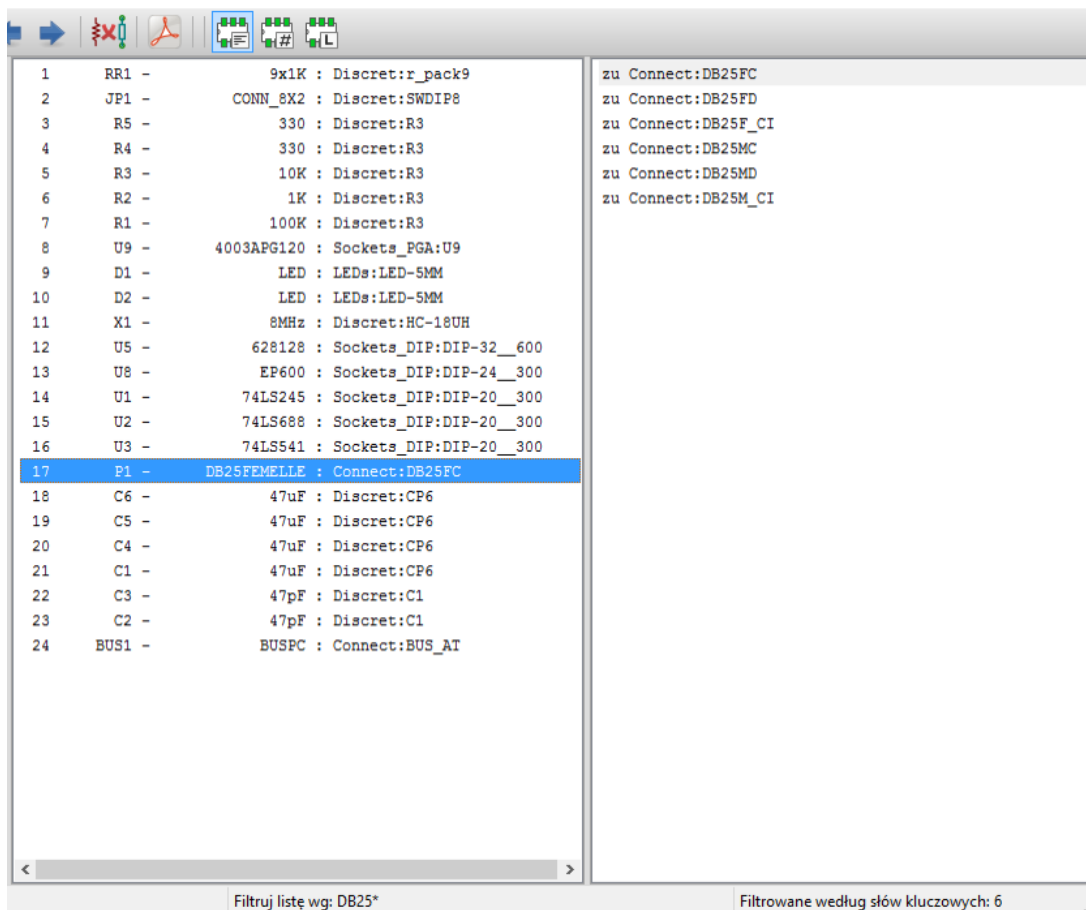 1 RR1 - 9x1K : Discret:r_pack9
2 JP1 - CONN_8X2 : Discret:SWDIP8
3 R5 - 330 : Discret:R3
4 R4 - 330 : Discret:R3
5 R3 - 10K : Discret:R3
6 R2 - 1K : Discret:R3
7 R1 - 100K : Discret:R3
8 U9 - 4003APG120 : Sockets_PGA:U9
9 D1 - LED : LEDs:LED-5MM
10 D2 - LED : LEDs:LED-5MM
11 X1 - 8MHz : Discret:HC-18UH
12 U5 - 628128 : Sockets_DIP:DIP-32__600
13 U8 - EP600 : Sockets_DIP:DIP-24__300
14 U1 - 74LS245 : Sockets_DIP:DIP-20__300
15 U2 - 74LS688 : Sockets_DIP:DIP-20__300
16 U3 - 74LS541 : Sockets_DIP:DIP-20__300
17 P1 - DB25FEMELLE : Connect:DB25FC
18 C6 - 47uF : Discret:CP6
19 C5 - 47uF : Discret:CP6
20 C4 - 47uF : Discret:CP6
21 C1 - 47uF : Discret:CP6
22 C3 - 47pF : Discret:C1
23 C2 - 47pF : Discret:C1
24 BUS1 - BUSPC : Connect:BUS_AT
zu Connect:DB25FC
zu Connect:DB25FD
zu Connect:DB25F_CI
zu Connect:DB25MC
zu Connect:DB25MD
zu Connect:DB25M_CI
Filtruj listę wg: DB25*
Filtrowane według słów kluczowych: 6